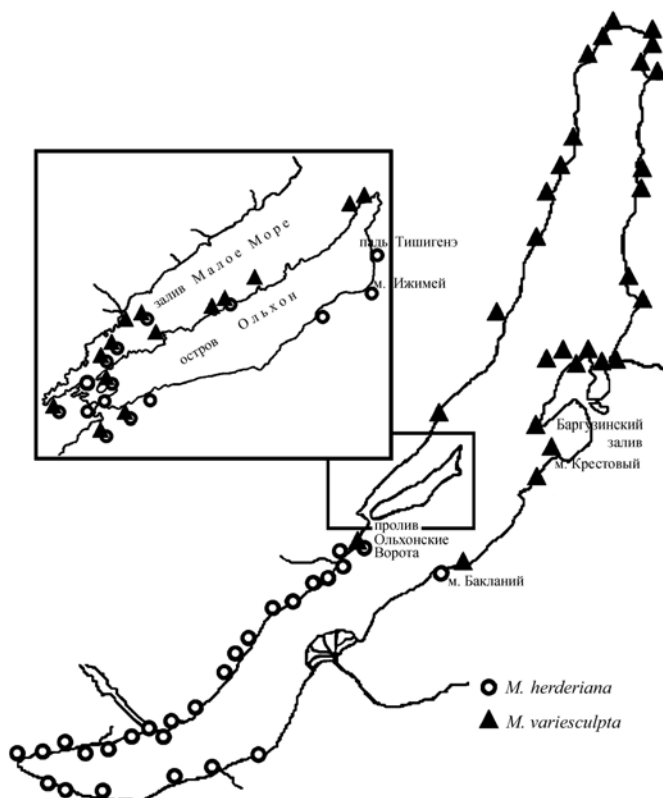 падь Тишигенэ
м. Ижимей
залив Малое Море
остров Ольхон
Баргузинский
залив
м. Крестовый
пролив
Ольхонские
Ворота
м. Бакланий
M. herderiana
M. variesculpta